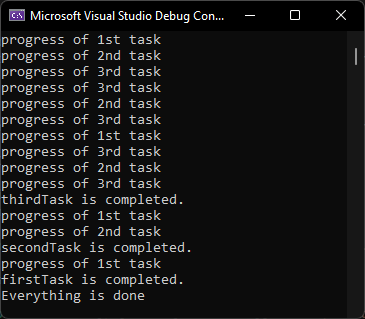 Microsoft Visual Studio Debug Con...
progress of 1st task
progress of 2nd task
progress of 3rd task
progress of 3rd task
progress of 2nd task
progress of 3rd task
progress of 1st task
progress of 3rd task
progress of 2nd task
progress of 3rd task
thirdTask is completed.
progress of 1st task
progress of 2nd task
secondTask is completed.
progress of 1st task
firstTask is completed.
Everything is done